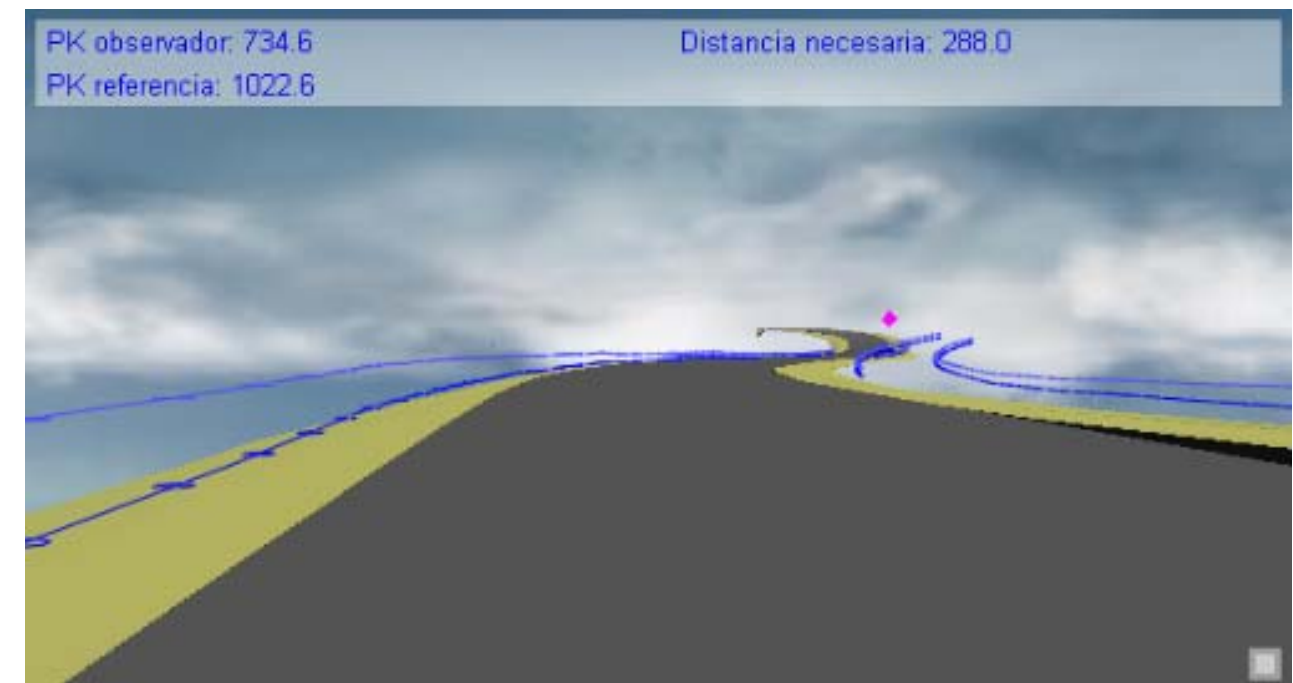 PK observador: 734.6
Distancia necesaria: 288.0
PK referencia: 1022.6